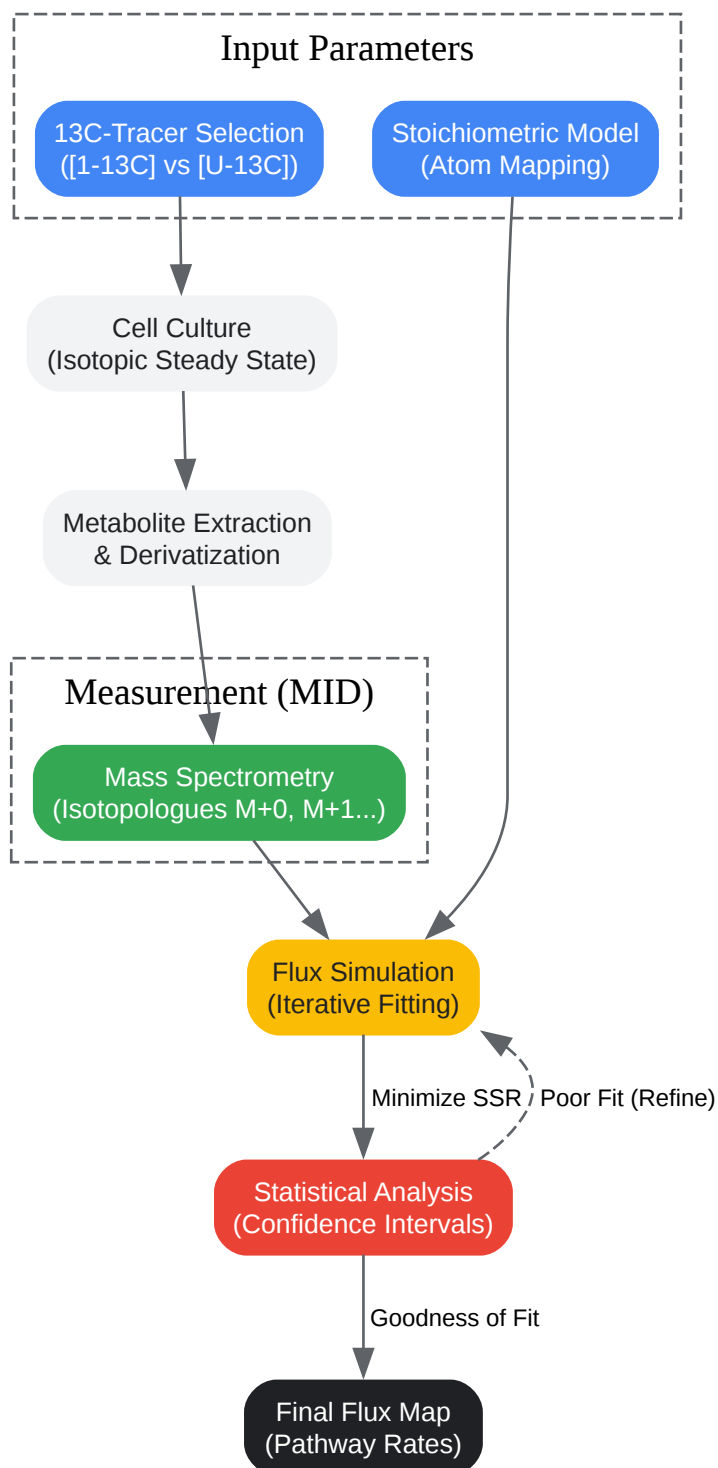 Input Parameters
13C-Tracer Selection
([1-13C] vs [U-13C])
Stoichiometric Model
(Atom Mapping)
Cell Culture
(Isotopic Steady State)
Metabolite Extraction
& Derivatization
Measurement (MID)
Mass Spectrometry
(Isotopologues M+0, M+1...)
Flux Simulation
(Iterative Fitting)
Minimize SSR
Poor Fit (Refine)
Statistical Analysis
(Confidence Intervals)
Goodness of Fit
Final Flux Map
(Pathway Rates)